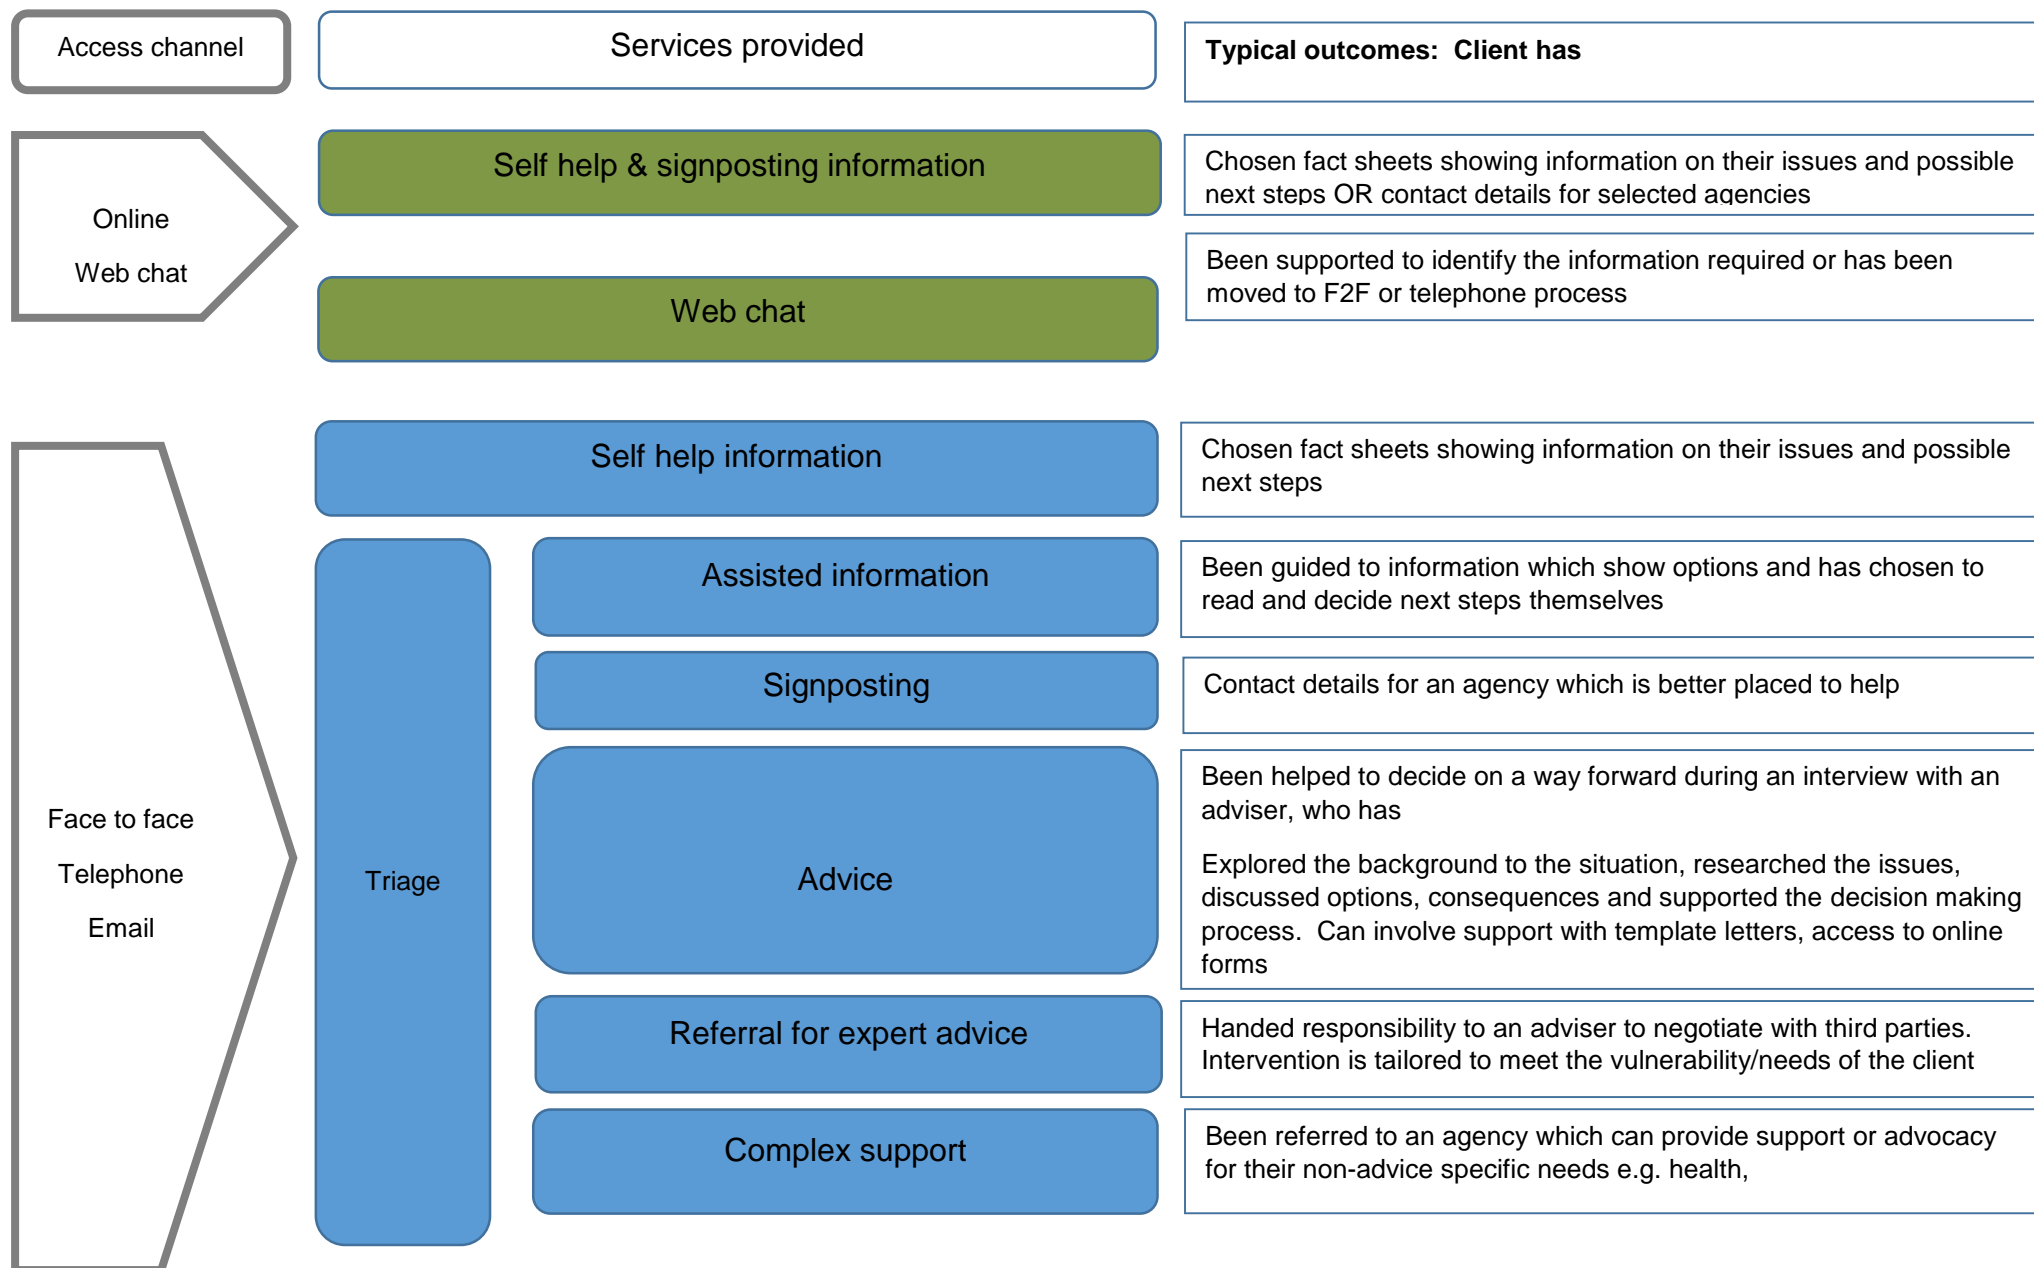 Access channel
Services provided
Typical outcomes:  Client has
Online
Web chat
Self help & signposting information
Chosen fact sheets showing information on their issues and possible
next steps OR contact details for selected agencies
Web chat
Been supported to identify the information required or has been
moved to F2F or telephone process
Face to face
Telephone
Email
Self help information
Chosen fact sheets showing information on their issues and possible
next steps
Triage
Assisted information
Been guided to information which show options and has chosen to
read and decide next steps themselves
Signposting
Contact details for an agency which is better placed to help
Advice
Been helped to decide on a way forward during an interview with an
adviser, who has
Explored the background to the situation, researched the issues,
discussed options, consequences and supported the decision making
process.  Can involve support with template letters, access to online
forms
Referral for expert advice
Handed responsibility to an adviser to negotiate with third parties.
Intervention is tailored to meet the vulnerability/needs of the client
Complex support
Been referred to an agency which can provide support or advocacy
for their non-advice specific needs e.g. health,